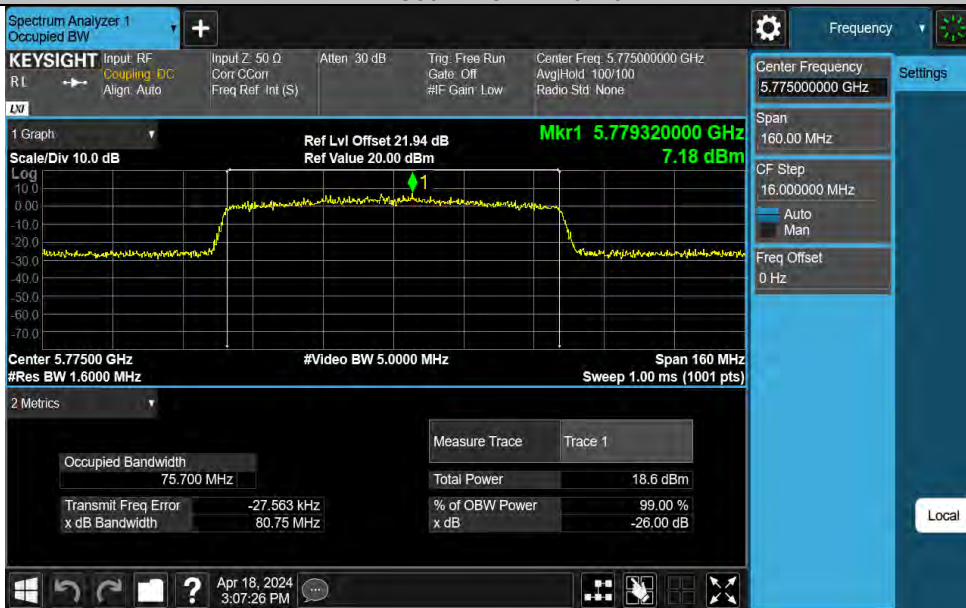 Spectrum Analyzer 1
Occupied BW
+
Frequency
KEYSIGHT
RL
LXI
Input: RF
Coupling: DC
Align: Auto
Input Z: 50 Ω
Corr CCorr
Freq Ref: Int (S)
Atten: 30 dB
Trig: Free Run
Gate: Off
#IF Gain: Low
Center Freq: 5.775000000 GHz
Avg|Hold: 100/100
Radio Std: None
Center Frequency
5.775000000 GHz
Settings
Span
160.00 MHz
CF Step
16.000000 MHz
Auto
Man
Freq Offset
0 Hz
Local
1 Graph
Scale/Div 10.0 dB
Ref Lvl Offset 21.94 dB
Ref Value 20.00 dBm
Mkr1 5.779320000 GHz
7.18 dBm
Log
10.0
0.00
-10.0
-20.0
-30.0
-40.0
-50.0
-60.0
-70.0
1
Center 5.77500 GHz
#Video BW 5.0000 MHz
Span 160 MHz
#Res BW 1.6000 MHz
Sweep 1.00 ms (1001 pts)
2 Metrics
Measure Trace Trace 1
Occupied Bandwidth
75.700 MHz
Total Power 18.6 dBm
Transmit Freq Error -27.563 kHz
% of OBW Power 99.00 %
x dB Bandwidth 80.75 MHz
x dB -26.00 dB
?
Apr 18, 2024
3:07:26 PM